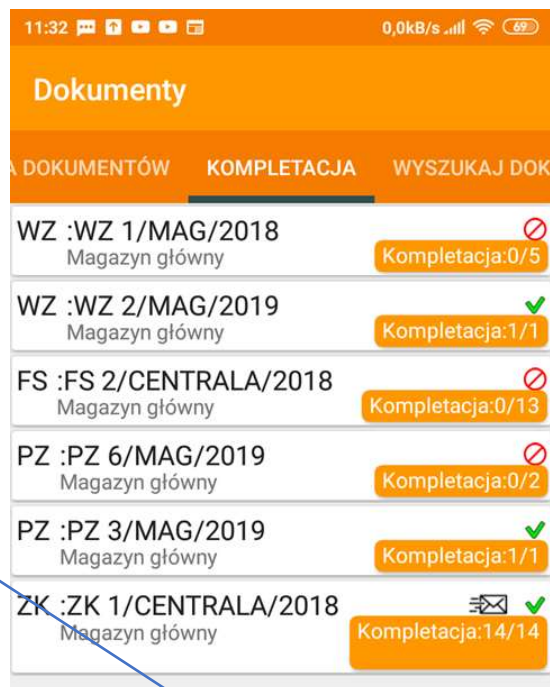 11:32
0,0kB/s
69
Dokumenty
A DOKUMENTÓW KOMPLETACJA WYSZUKAJ DOK
WZ :WZ 1/MAG/2018
Magazyn główny Kompletacja:0/5
WZ :WZ 2/MAG/2019
Magazyn główny Kompletacja:1/1
FS :FS 2/CENTRALA/2018
Magazyn główny Kompletacja:0/13
PZ :PZ 6/MAG/2019
Magazyn główny Kompletacja:0/2
PZ :PZ 3/MAG/2019
Magazyn główny Kompletacja:1/1
ZK :ZK 1/CENTRALA/2018
Magazyn główny Kompletacja:14/14